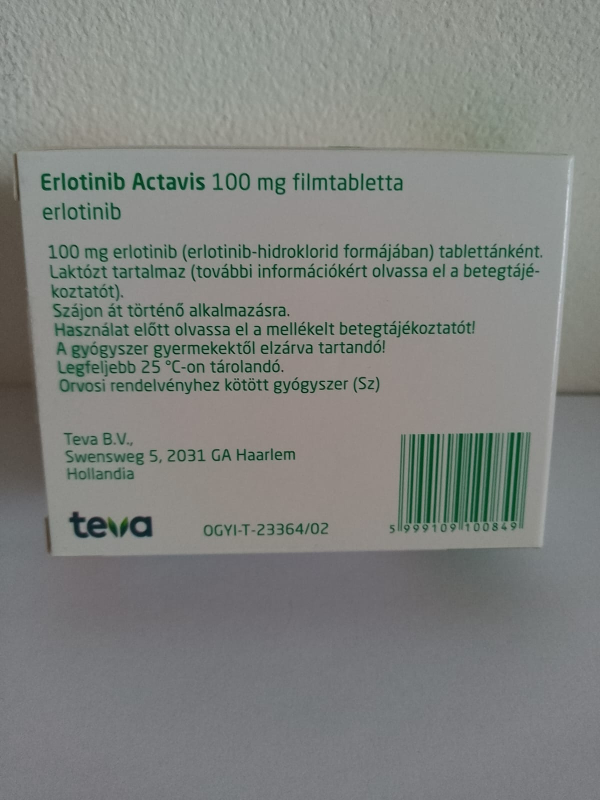 Erlotinib Actavis 100 mg filmtabletta
erlotinib
100 mg erlotinib (erlotinib-hidroklorid formájában) tablettánként.
Laktózt tartalmaz (további információkért olvassa el a betegtájé-
koztatót).
Szájon át történő alkalmazásra.
Használat előtt olvassa el a mellékelt betegtájékoztatót!
A gyógyszer gyermekektől elzárva tartandó!
Legfeljebb 25 °C-on tárolandó.
Orvosi rendelvényhez kötött gyógyszer (Sz)
Teva B.V.,
Swensweg 5, 2031 GA Haarlem
Hollandia
teva
OGYI-T-23364/02
5 999109 100849